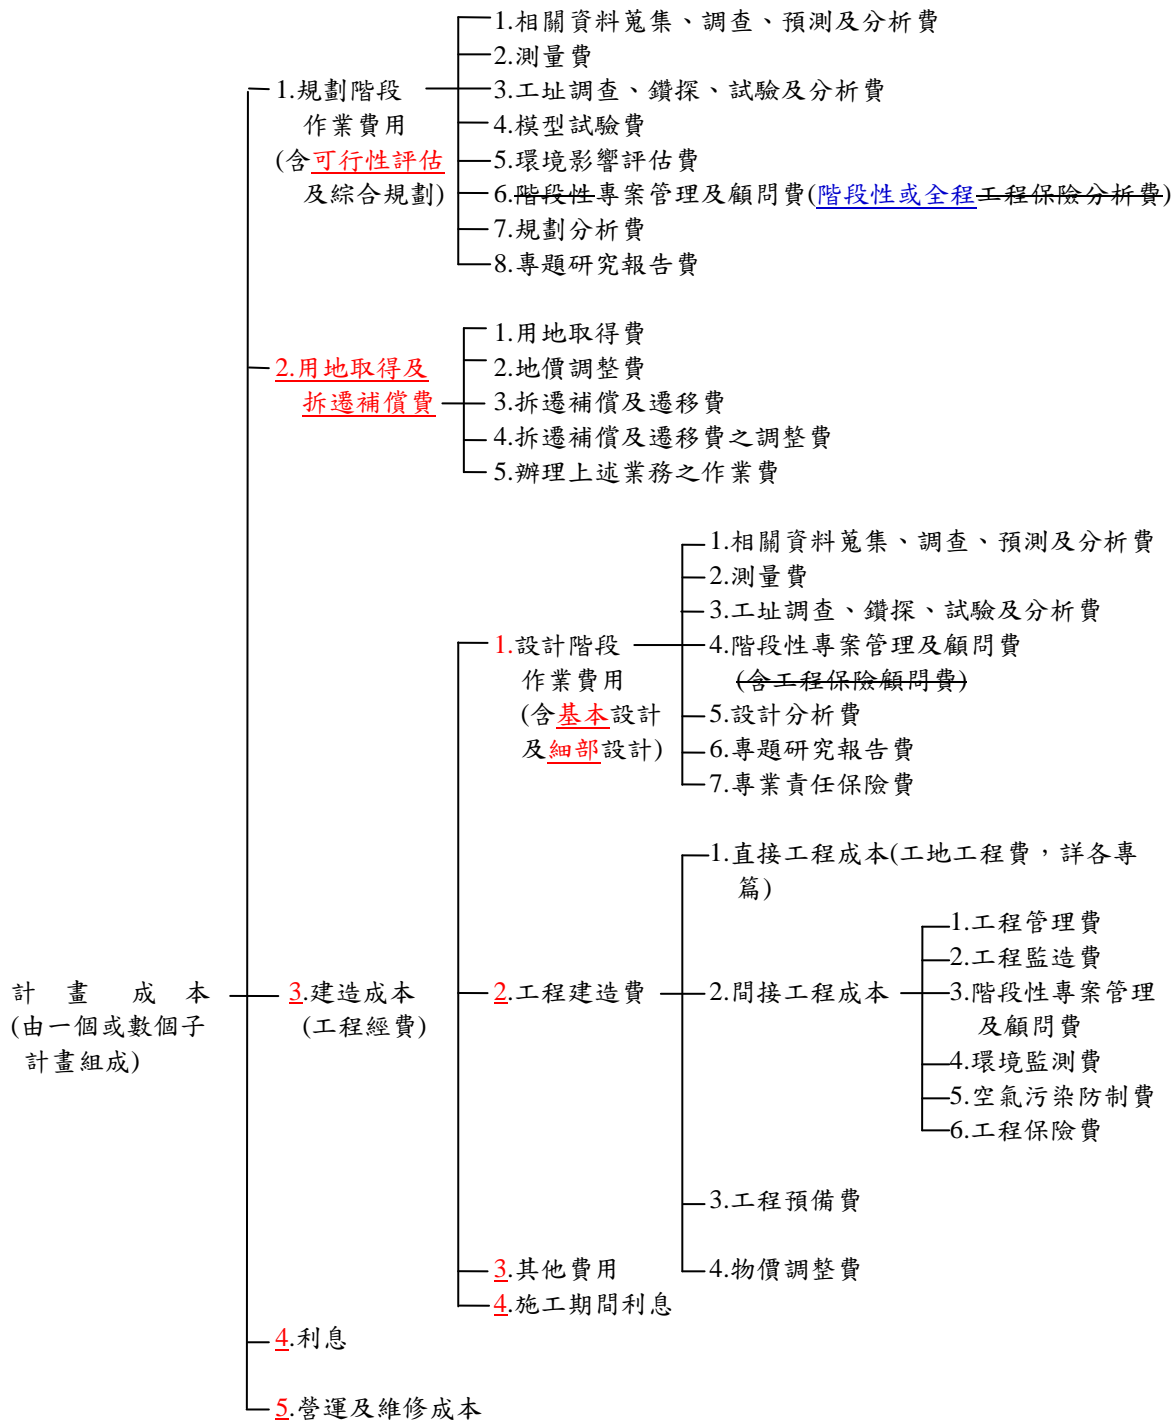 1.規劃階段
作業費用
(含可行性評估
及綜合規劃)
1.相關資料蒐集、調查、預測及分析費
2.測量費
3.工址調查、鑽探、試驗及分析費
4.模型試驗費
5.環境影響評估費
6.階段性專案管理及顧問費(階段性或全程工程保險分析費)
7.規劃分析費
8.專題研究報告費
2.用地取得及
拆遷補償費
1.用地取得費
2.地價調整費
3.拆遷補償及遷移費
4.拆遷補償及遷移費之調整費
5.辦理上述業務之作業費
計畫成本
(由一個或數個子
計畫組成)
3.建造成本
(工程經費)
1.設計階段
作業費用
(含基本設計
及細部設計)
1.相關資料蒐集、調查、預測及分析費
2.測量費
3.工址調查、鑽探、試驗及分析費
4.階段性專案管理及顧問費
(含工程保險顧問費)
5.設計分析費
6.專題研究報告費
7.專業責任保險費
2.工程建造費
1.直接工程成本(工地工程費，詳各專
篇)
2.間接工程成本
1.工程管理費
2.工程監造費
3.階段性專案管理
及顧問費
4.環境監測費
5.空氣污染防制費
6.工程保險費
3.工程預備費
4.物價調整費
3.其他費用
4.施工期間利息
4.利息
5.營運及維修成本